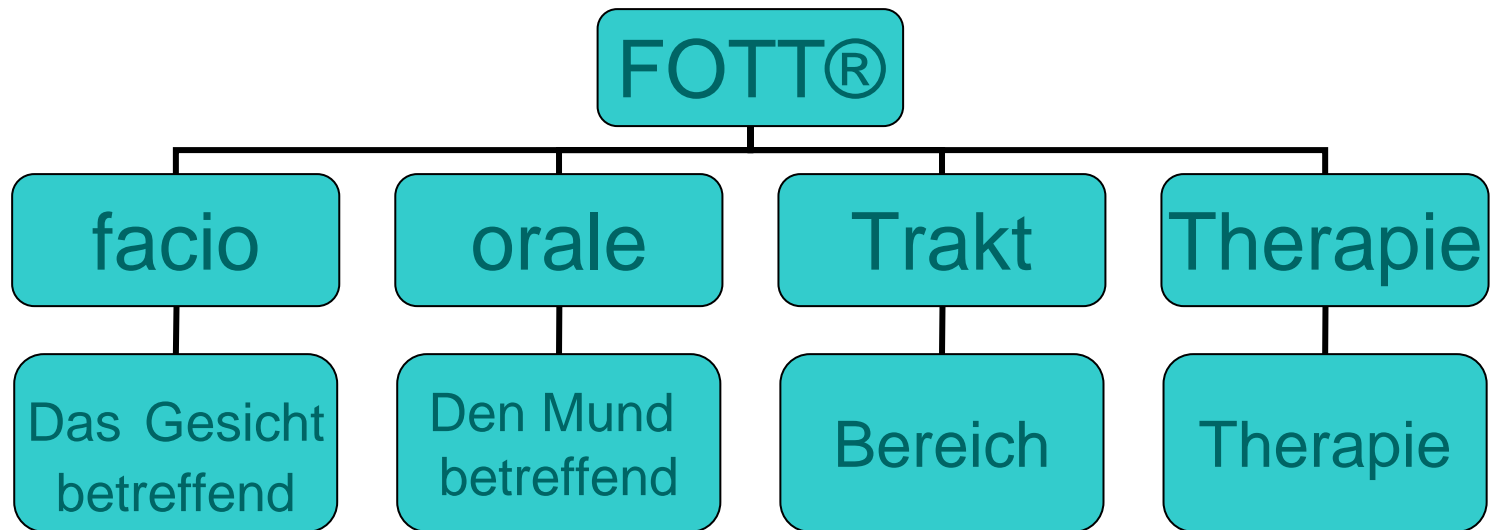 FOTT®
facio
orale
Trakt
Therapie
Das Gesicht
betreffend
Den Mund
betreffend
Bereich
Therapie